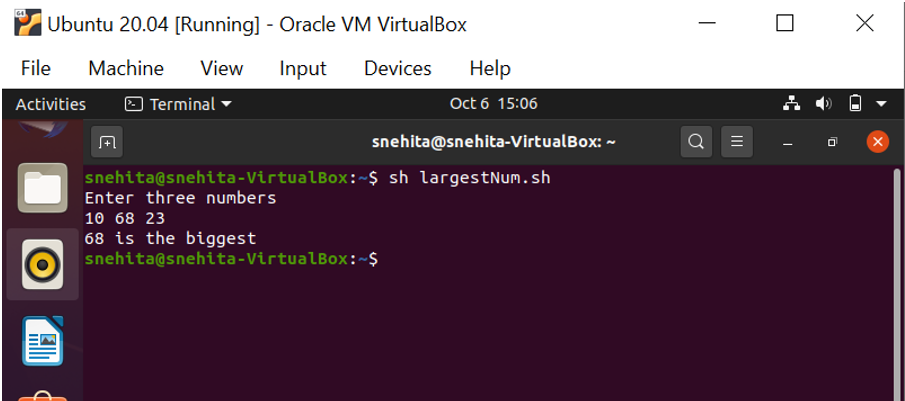 64
Ubuntu 20.04 [Running] - Oracle VM VirtualBox
File Machine View Input Devices Help
Activities Terminal Oct 6 15:06
snehita@snehita-VirtualBox: ~
snehita@snehita-VirtualBox:~$ sh largestNum.sh
Enter three numbers
10 68 23
68 is the biggest
snehita@snehita-VirtualBox:~$